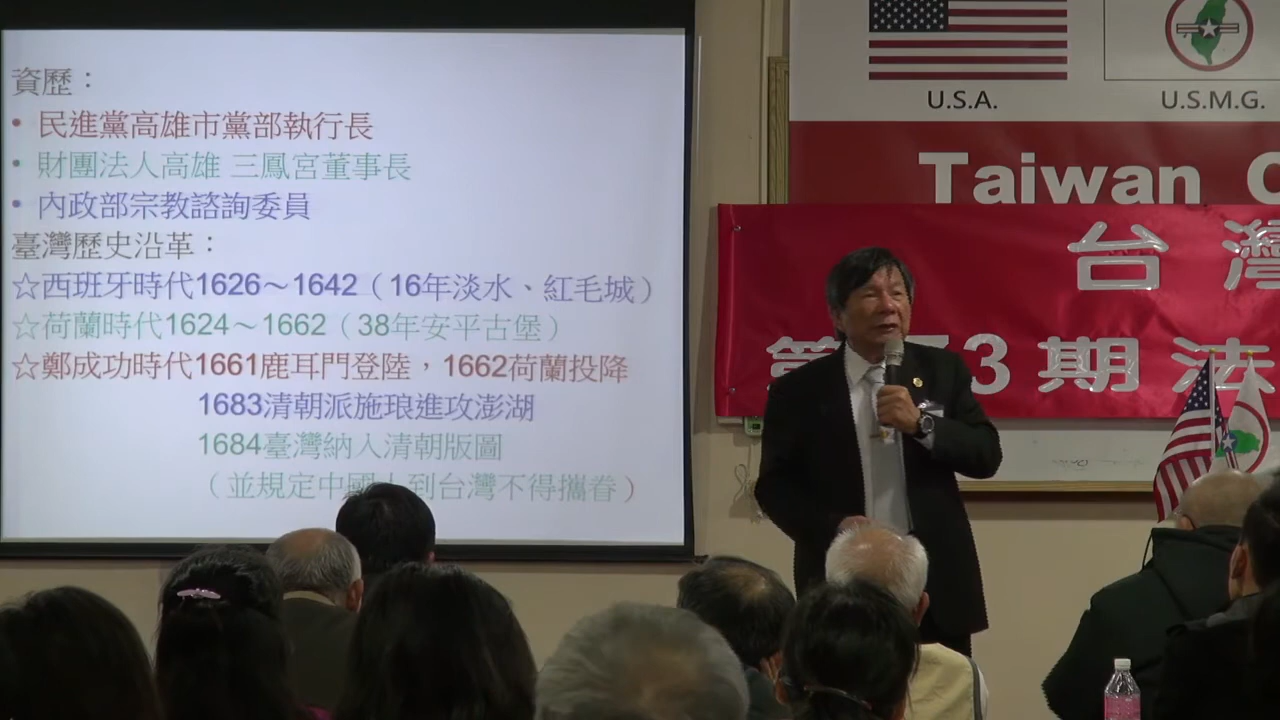 資歷：
• 民進黨高雄市黨部執行長
• 財團法人高雄 三鳳宮董事長
• 內政部宗教諮詢委員
臺灣歷史沿革：
☆西班牙時代1626～1642（16年淡水、紅毛城）
☆荷蘭時代1624～1662（38年安平古堡）
☆鄭成功時代1661鹿耳門登陸，1662荷蘭投降
1683清朝派施琅進攻澎湖
1684臺灣納入清朝版圖
（並規定中國 到台灣不得攜眷）
U.S.A.
U.S.M.G.
Taiwan
台灣
第 3期法